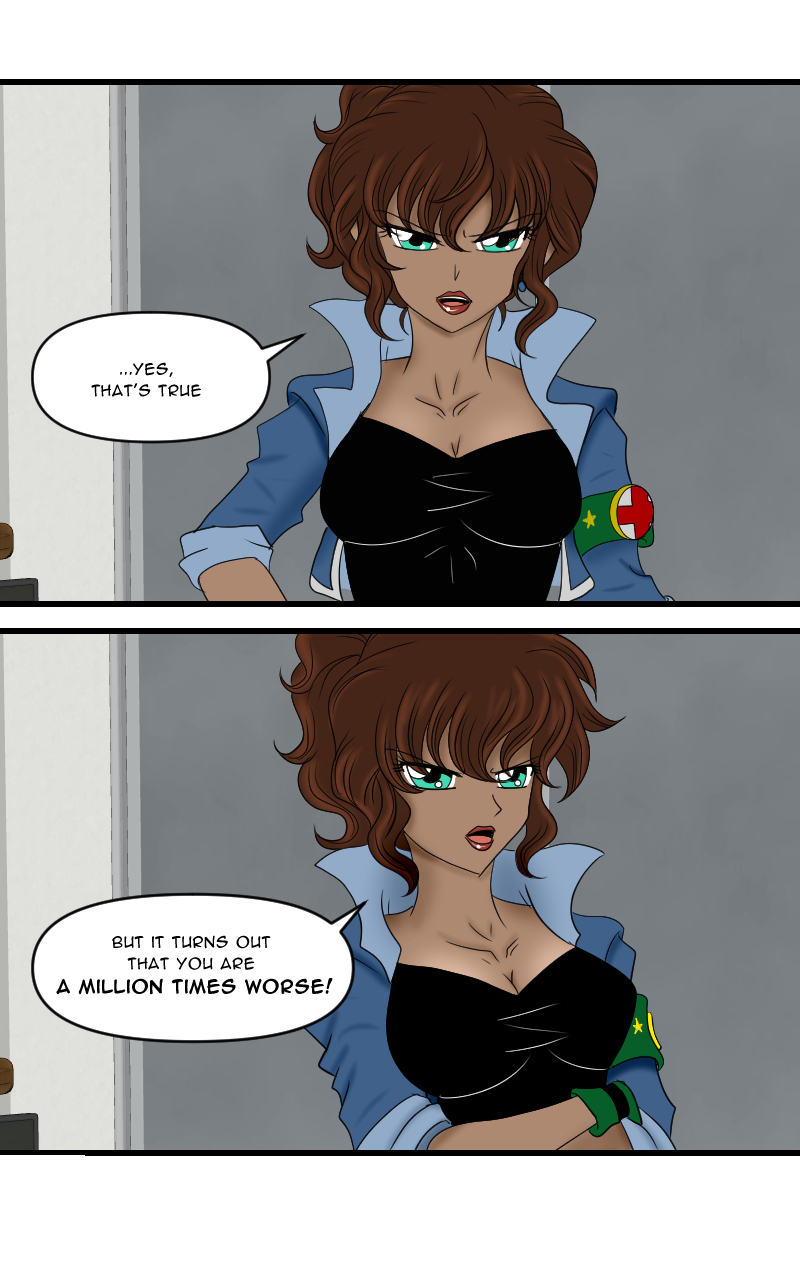 ...YES,
THAT'S TRUE
BUT IT TURNS OUT
THAT YOU ARE
A MILLION TIMES WORSE!